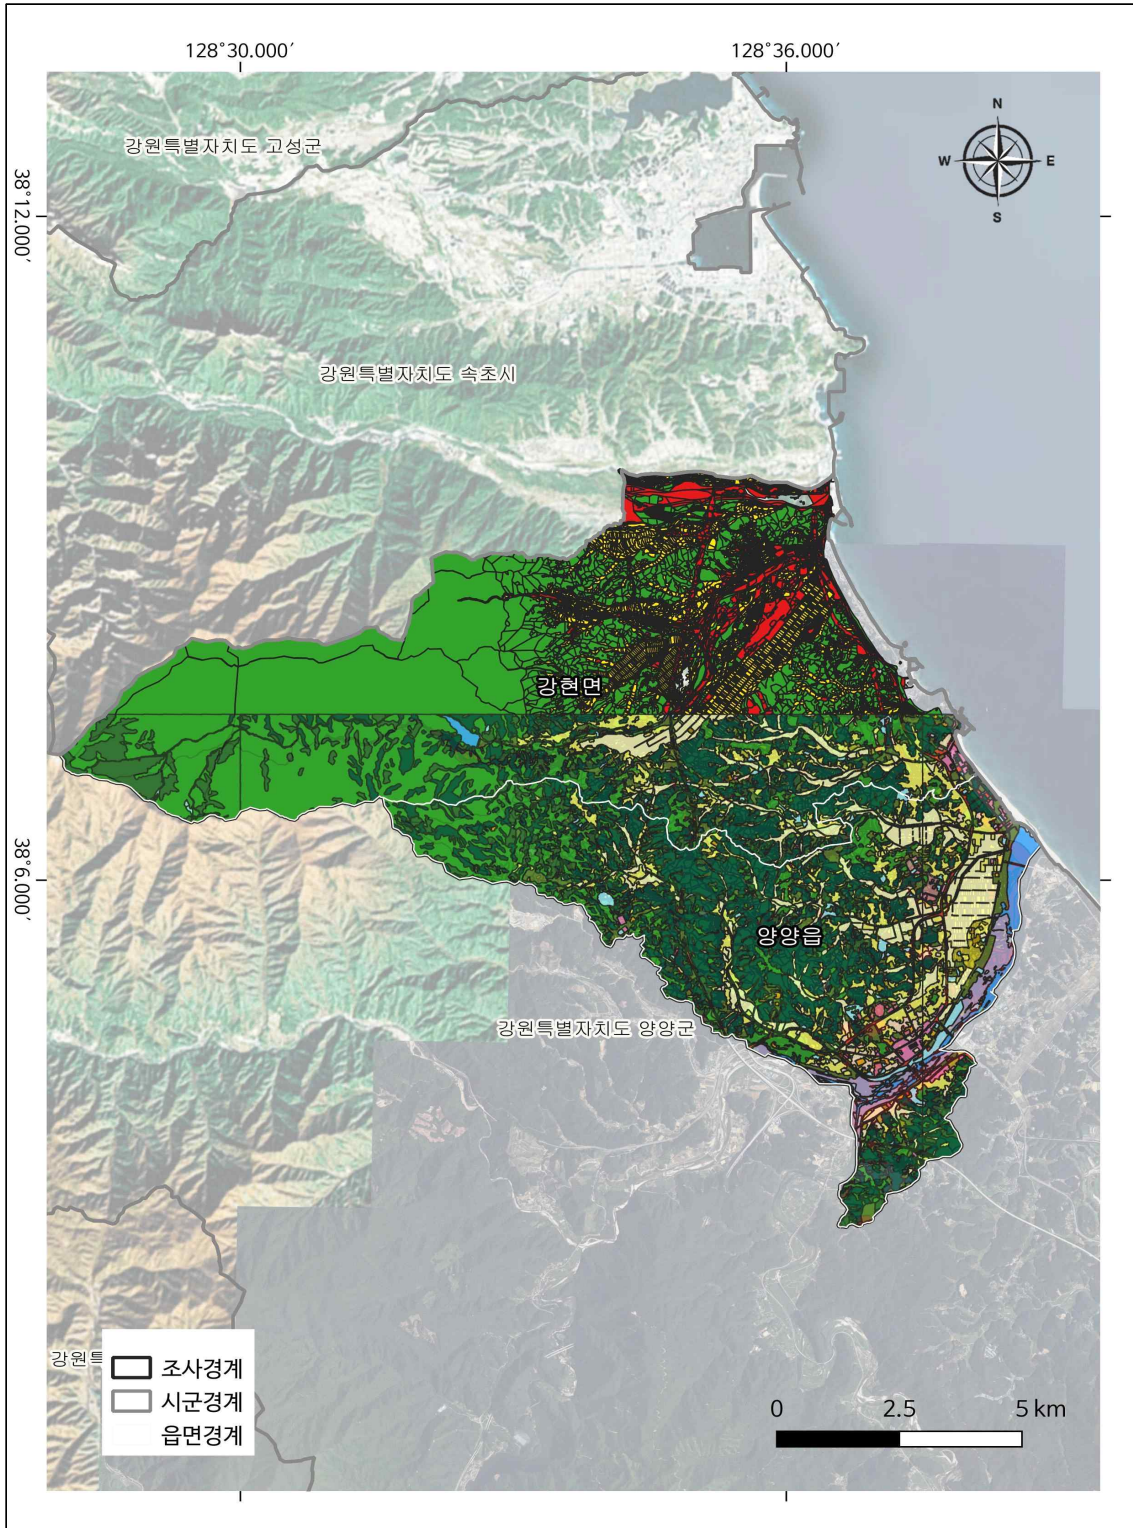 128°30.000′ 128°36.000′
강원특별자치도 고성군
N
W E
S
38°12.000′
강원특별자치도 속초시
강현면
38°6.000′
양양읍
강원특별자치도 양양군
강원특
조사경계
시군경계
읍면경계
0 2.5 5 km